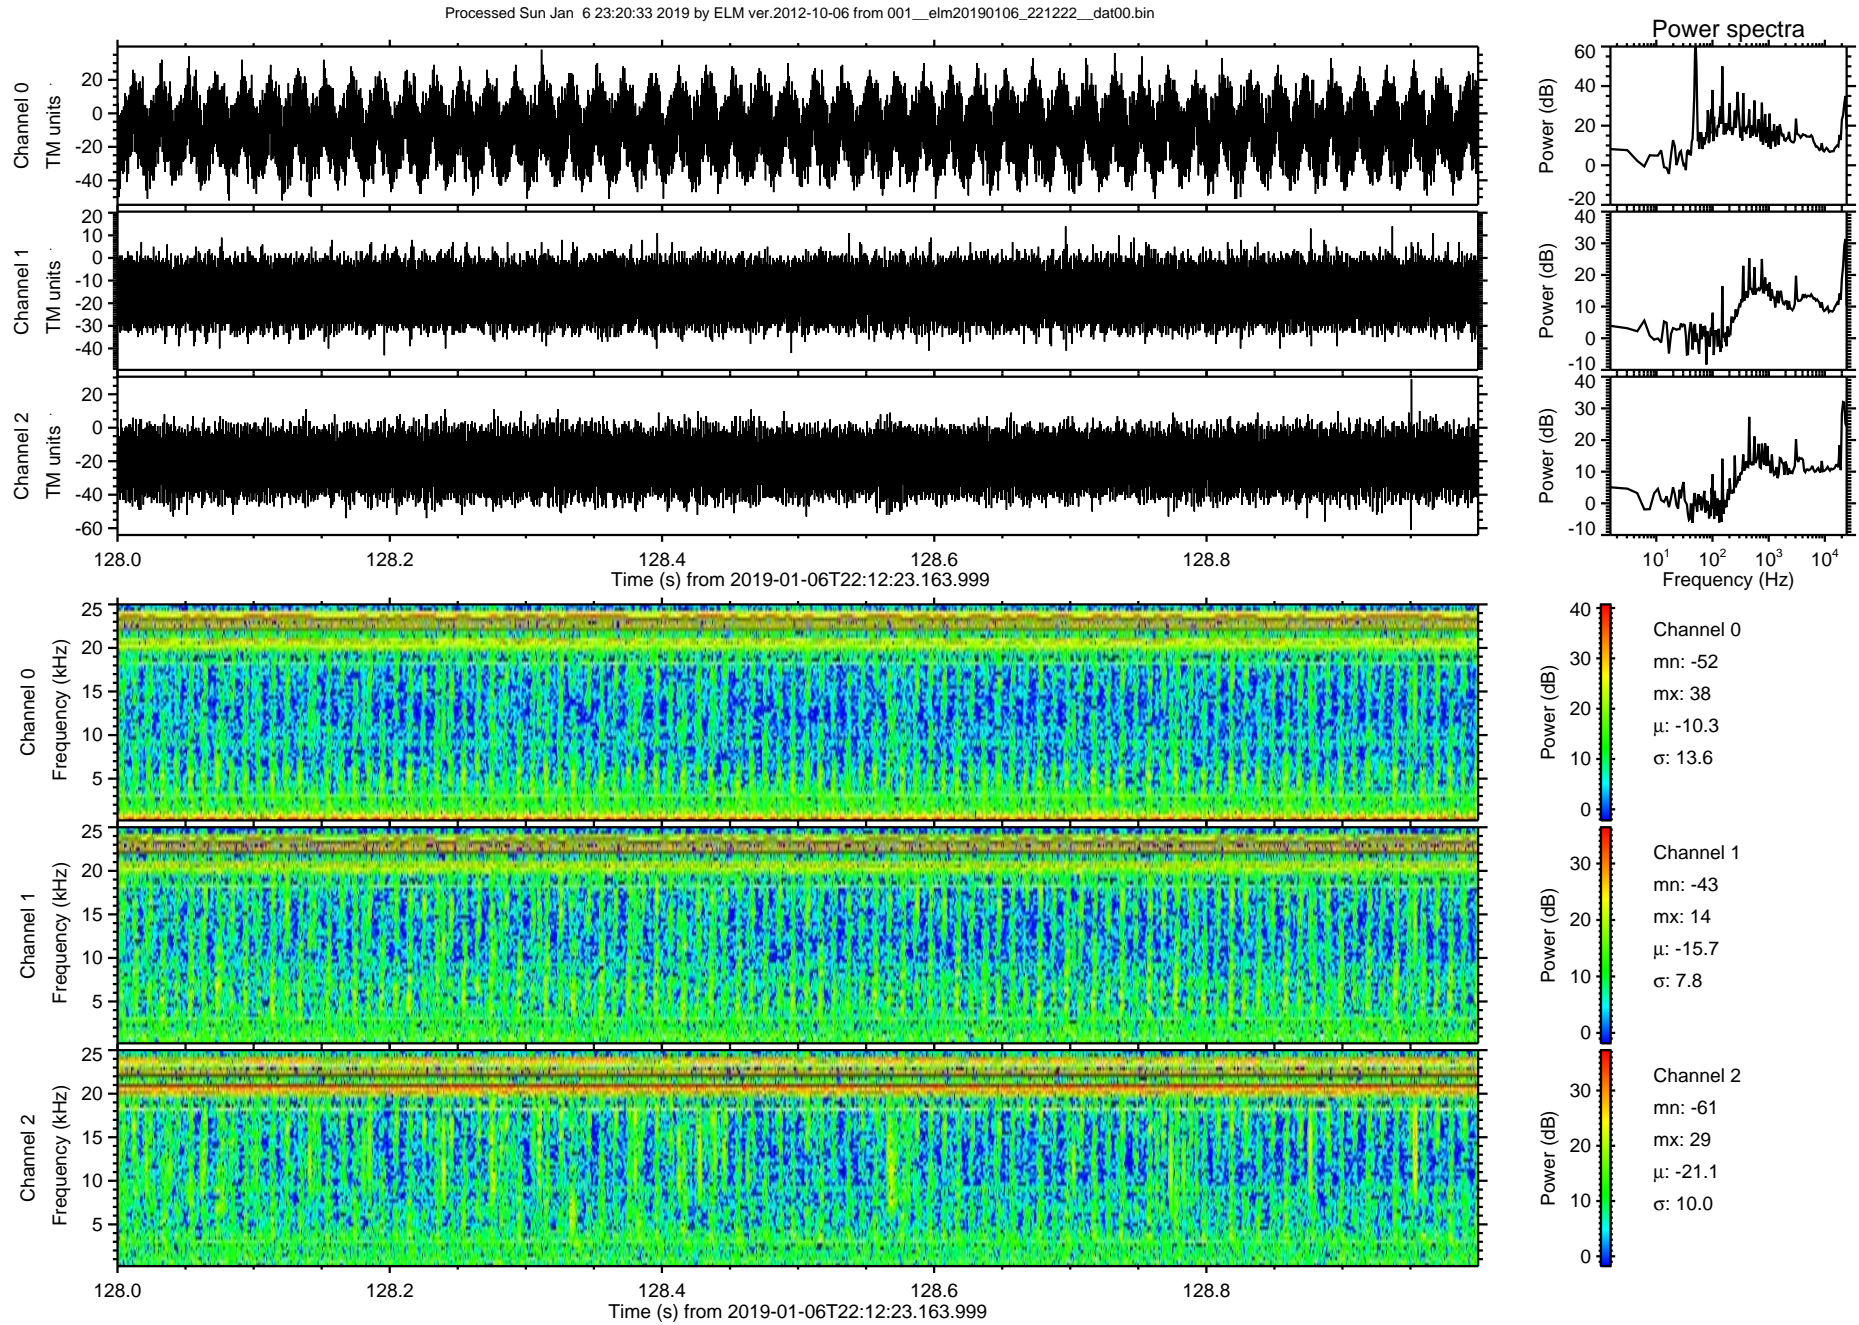 Processed Sun Jan 6 23:20:33 2019 by ELM ver.2012-10-06 from 001__elm20190106_221222__dat00.bin
Power spectra
Channel 0
TM units
20
0
-20
-40
Power (dB)
60
40
20
0
-20
Channel 1
TM units
20
10
0
-10
-20
-30
-40
Power (dB)
40
30
20
10
0
-10
Channel 2
TM units
20
0
-20
-40
-60
Power (dB)
40
30
20
10
0
-10
128.0 128.2 128.4 128.6 128.8
Time (s) from 2019-01-06T22:12:23.163.999
10^1 10^2 10^3 10^4
Frequency (Hz)
Channel 0
Frequency (kHz)
25
20
15
10
5
Power (dB)
40
30
20
10
0
Channel 0
mn: -52
mx: 38
μ: -10.3
σ: 13.6
Channel 1
Frequency (kHz)
25
20
15
10
5
Power (dB)
30
20
10
0
Channel 1
mn: -43
mx: 14
μ: -15.7
σ: 7.8
Channel 2
Frequency (kHz)
25
20
15
10
5
Power (dB)
30
20
10
0
Channel 2
mn: -61
mx: 29
μ: -21.1
σ: 10.0
128.0 128.2 128.4 128.6 128.8
Time (s) from 2019-01-06T22:12:23.163.999